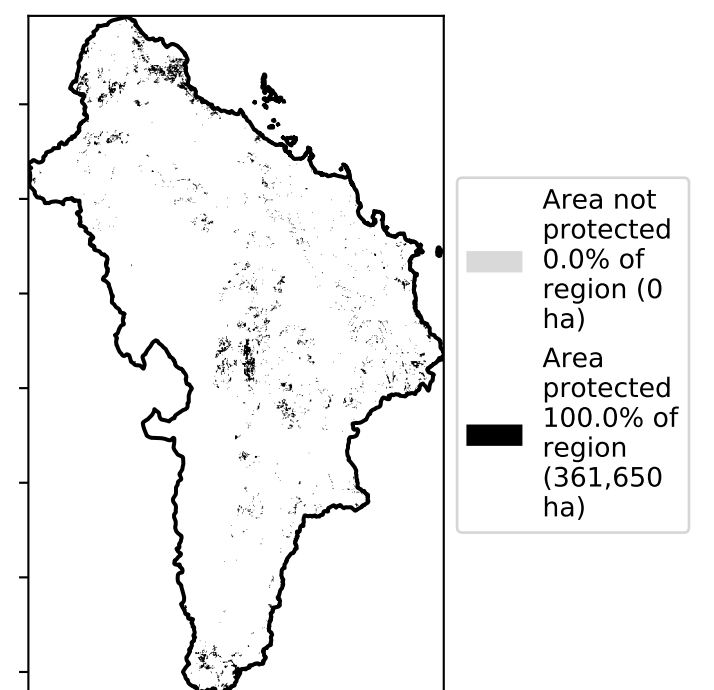 Area not
protected
0.0% of
region (0
ha)
Area
protected
100.0% of
region
(361,650
ha)